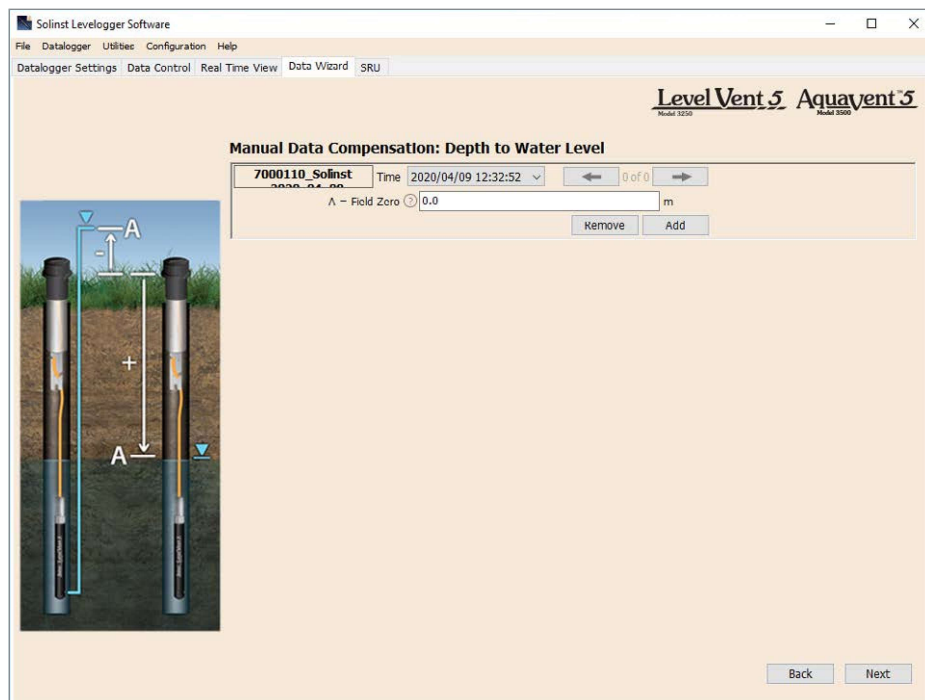 Solinst Levelogger Software
File Datalogger Utilities Configuration Help
Datalogger Settings Data Control Real Time View Data Wizard SRU
Level Vent 5 Aquavent™5
Model 3250 Model 3500
Manual Data Compensation: Depth to Water Level
7000110_Solinst Time 2020/04/09 12:32:52 0 of 0
A - Field Zero ? 0.0 m
Remove Add
A
-
+
A
Back Next